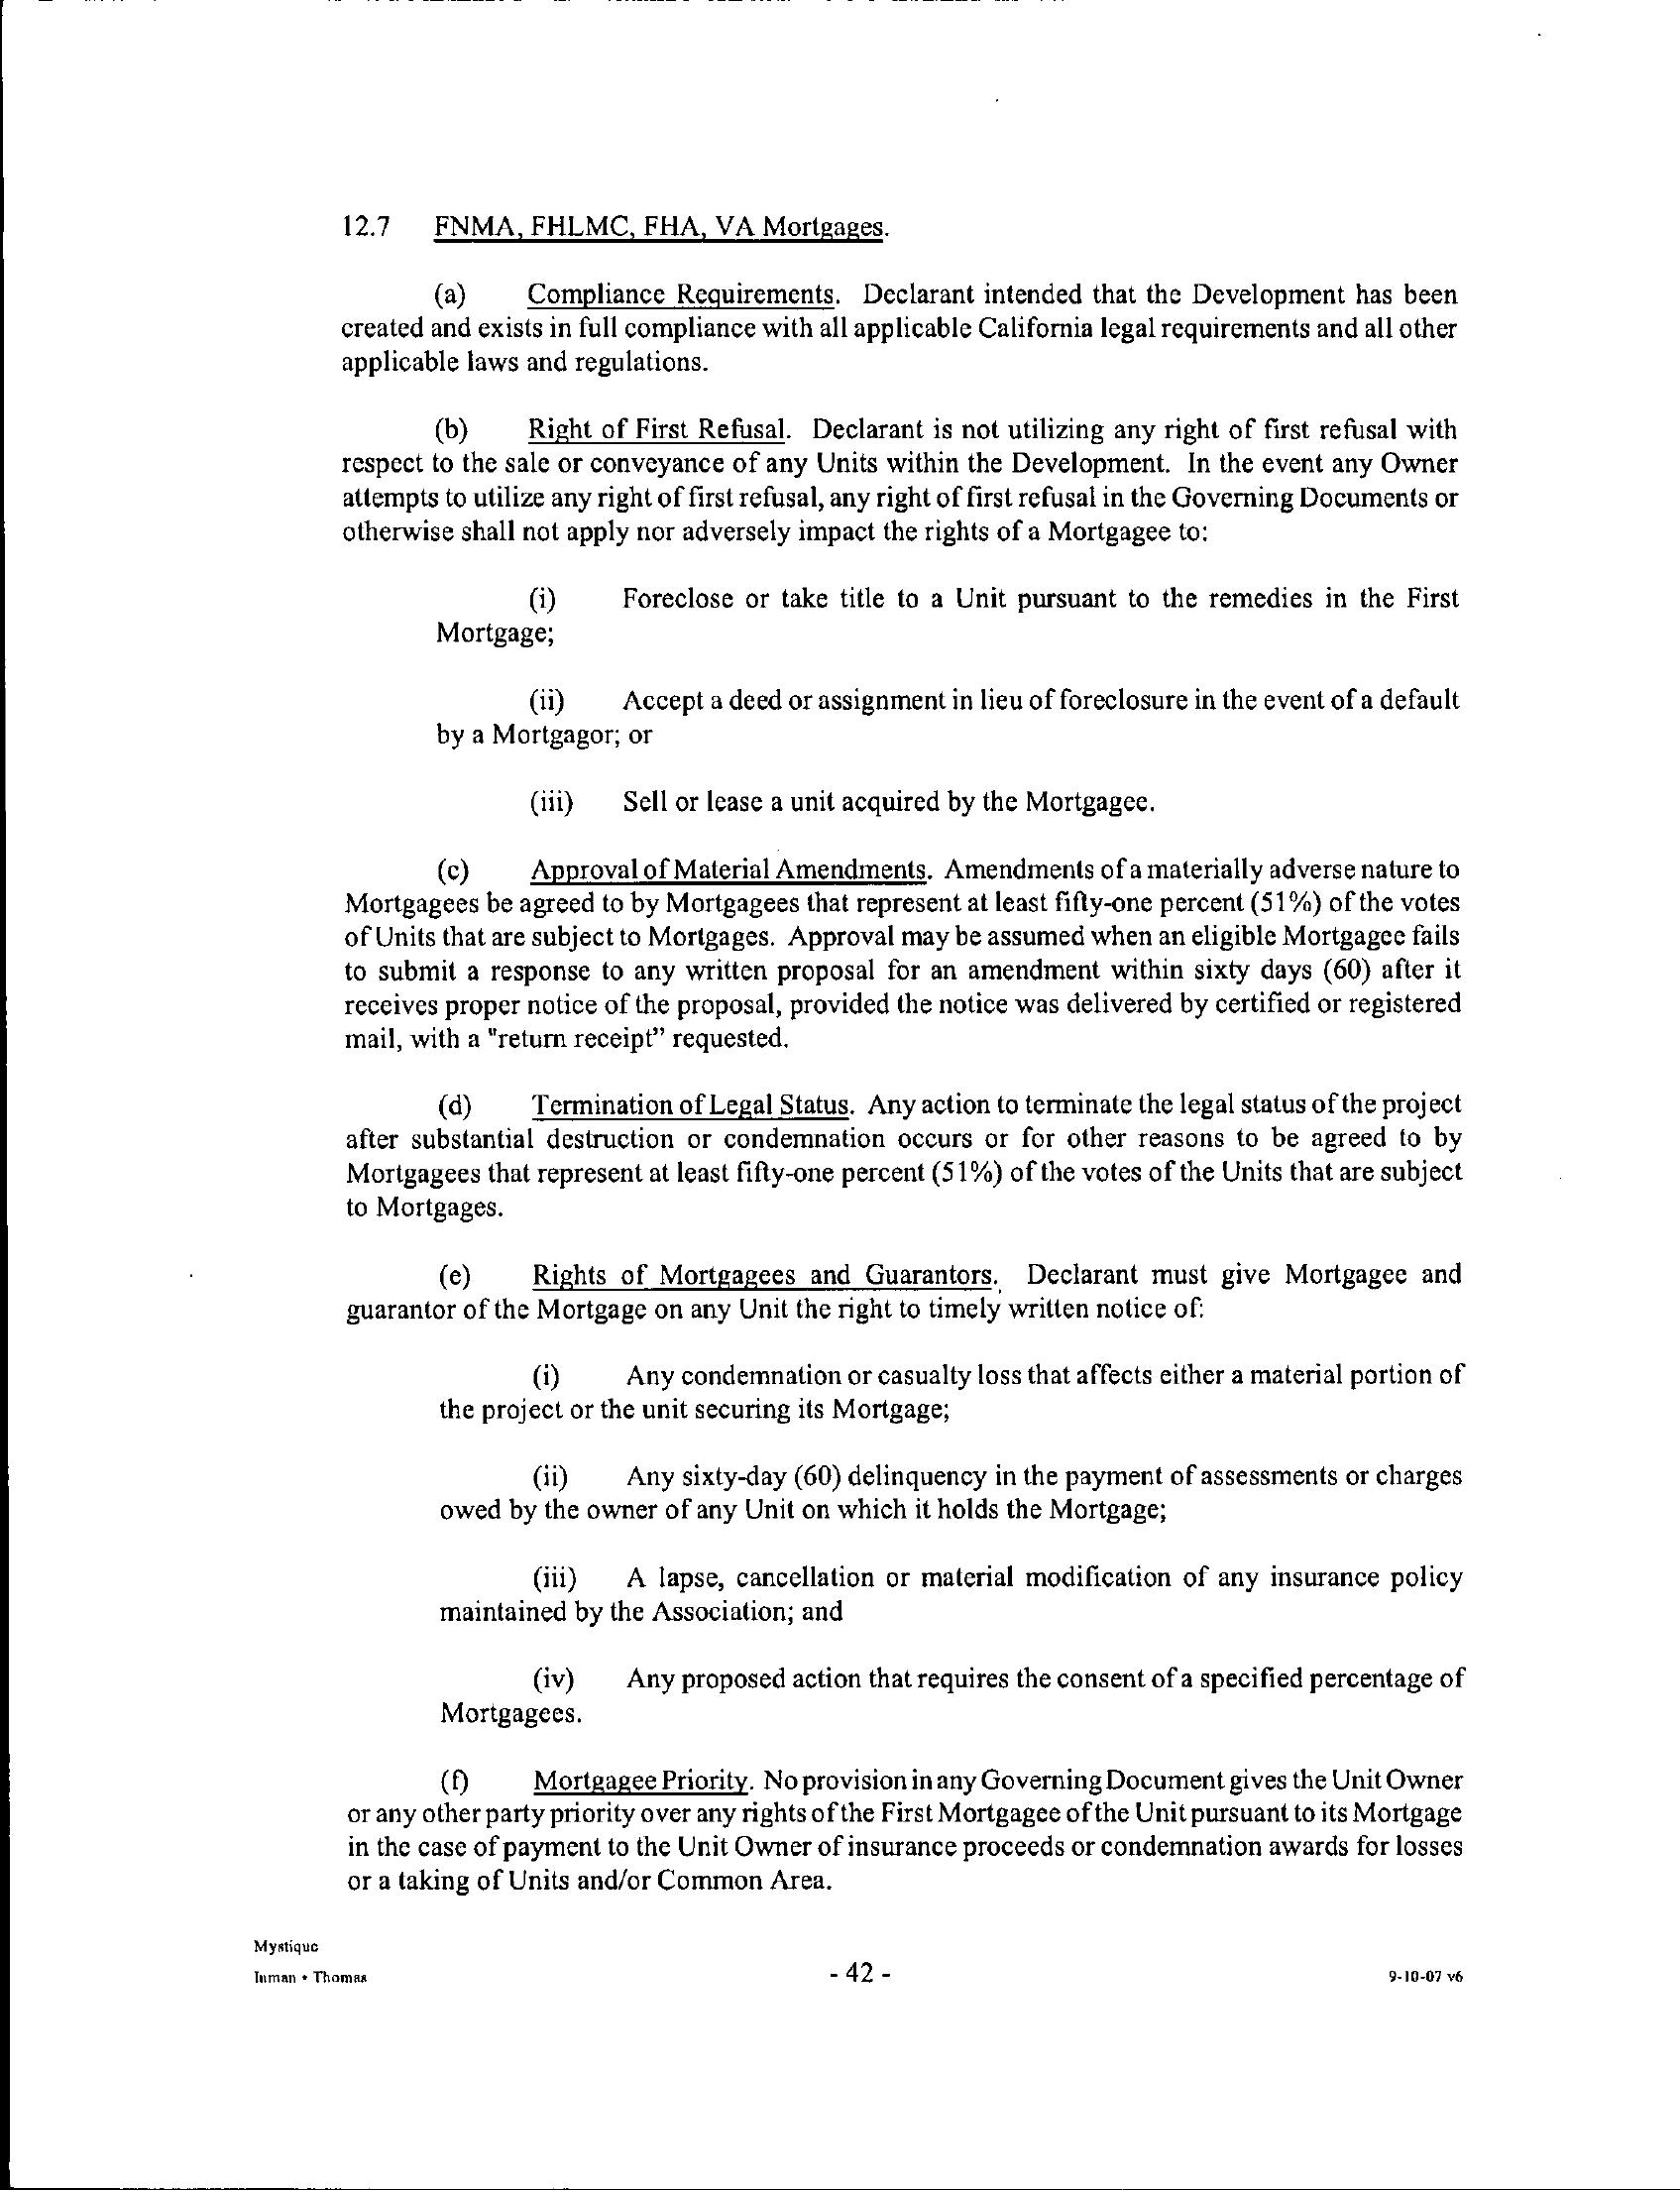 12.7 FNMA, FHLMC, FHA, VA Mortgages.
(a) Compliance Requirements. Declarant intended that the Development has been
created and exists in full compliance with all applicable California legal requirements and all other
applicable laws and regulations.
(b) Right of First Refusal. Declarant is not utilizing any right of first refusal with
respect to the sale or conveyance of any Units within the Development. In the event any Owner
attempts to utilize any right of first refusal, any right of first refusal in the Governing Documents or
otherwise shall not apply nor adversely impact the rights of a Mortgagee to:
(i) Foreclose or take title to a Unit pursuant to the remedies in the First
Mortgage;
(ii) Accept a deed or assignment in lieu of foreclosure in the event of a default
by a Mortgagor; or
(iii) Sell or lease a unit acquired by the Mortgagee.
(c) Approval of Material Amendments. Amendments of a materially adverse nature to
Mortgagees be agreed to by Mortgagees that represent at least fifty-one percent (51%) of the votes
of Units that are subject to Mortgages. Approval may be assumed when an eligible Mortgagee fails
to submit a response to any written proposal for an amendment within sixty days (60) after it
receives proper notice of the proposal, provided the notice was delivered by certified or registered
mail, with a "return receipt” requested.
(d) Termination of Legal Status. Any action to terminate the legal status of the project
after substantial destruction or condemnation occurs or for other reasons to be agreed to by
Mortgagees that represent at least fifty-one percent (51%) of the votes of the Units that are subject
to Mortgages.
(e) Rights of Mortgagees and Guarantors. Declarant must give Mortgagee and
guarantor of the Mortgage on any Unit the right to timely written notice of:
(i) Any condemnation or casualty loss that affects either a material portion of
the project or the unit securing its Mortgage;
(ii) Any sixty-day (60) delinquency in the payment of assessments or charges
owed by the owner of any Unit on which it holds the Mortgage;
(iii) A lapse, cancellation or material modification of any insurance policy
maintained by the Association; and
(iv) Any proposed action that requires the consent of a specified percentage of
Mortgagees.
(f) Mortgagee Priority. No provision in any Governing Document gives the Unit Owner
or any other party priority over any rights of the First Mortgagee of the Unit pursuant to its Mortgage
in the case of payment to the Unit Owner of insurance proceeds or condemnation awards for losses
or a taking of Units and/or Common Area.
Mystique
Inman • Thomas - 42 - 9-10-07 v6